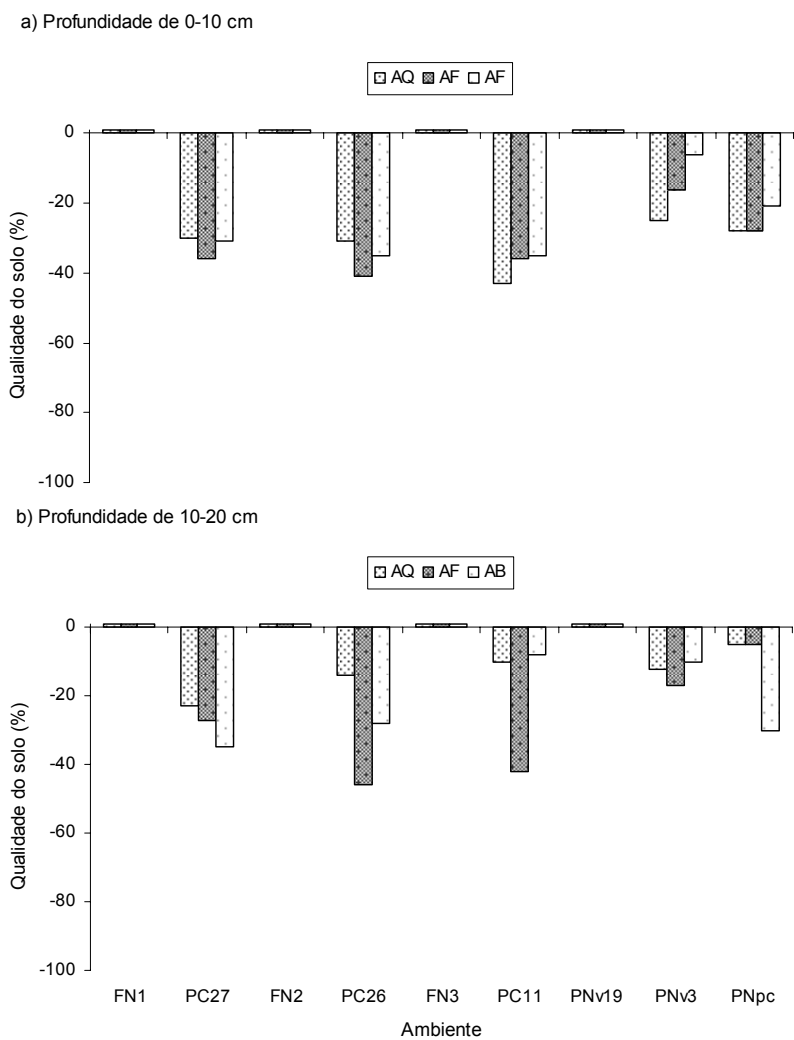 a) Profundidade de 0-10 cm
AQ AF AF
0
-20
-40
-60
-80
-100
Qualidade do solo (%)
b) Profundidade de 10-20 cm
AQ AF AB
0
-20
-40
-60
-80
-100
Qualidade do solo (%)
FN1 PC27 FN2 PC26 FN3 PC11 PNv19 PNv3 PNpc
Ambiente